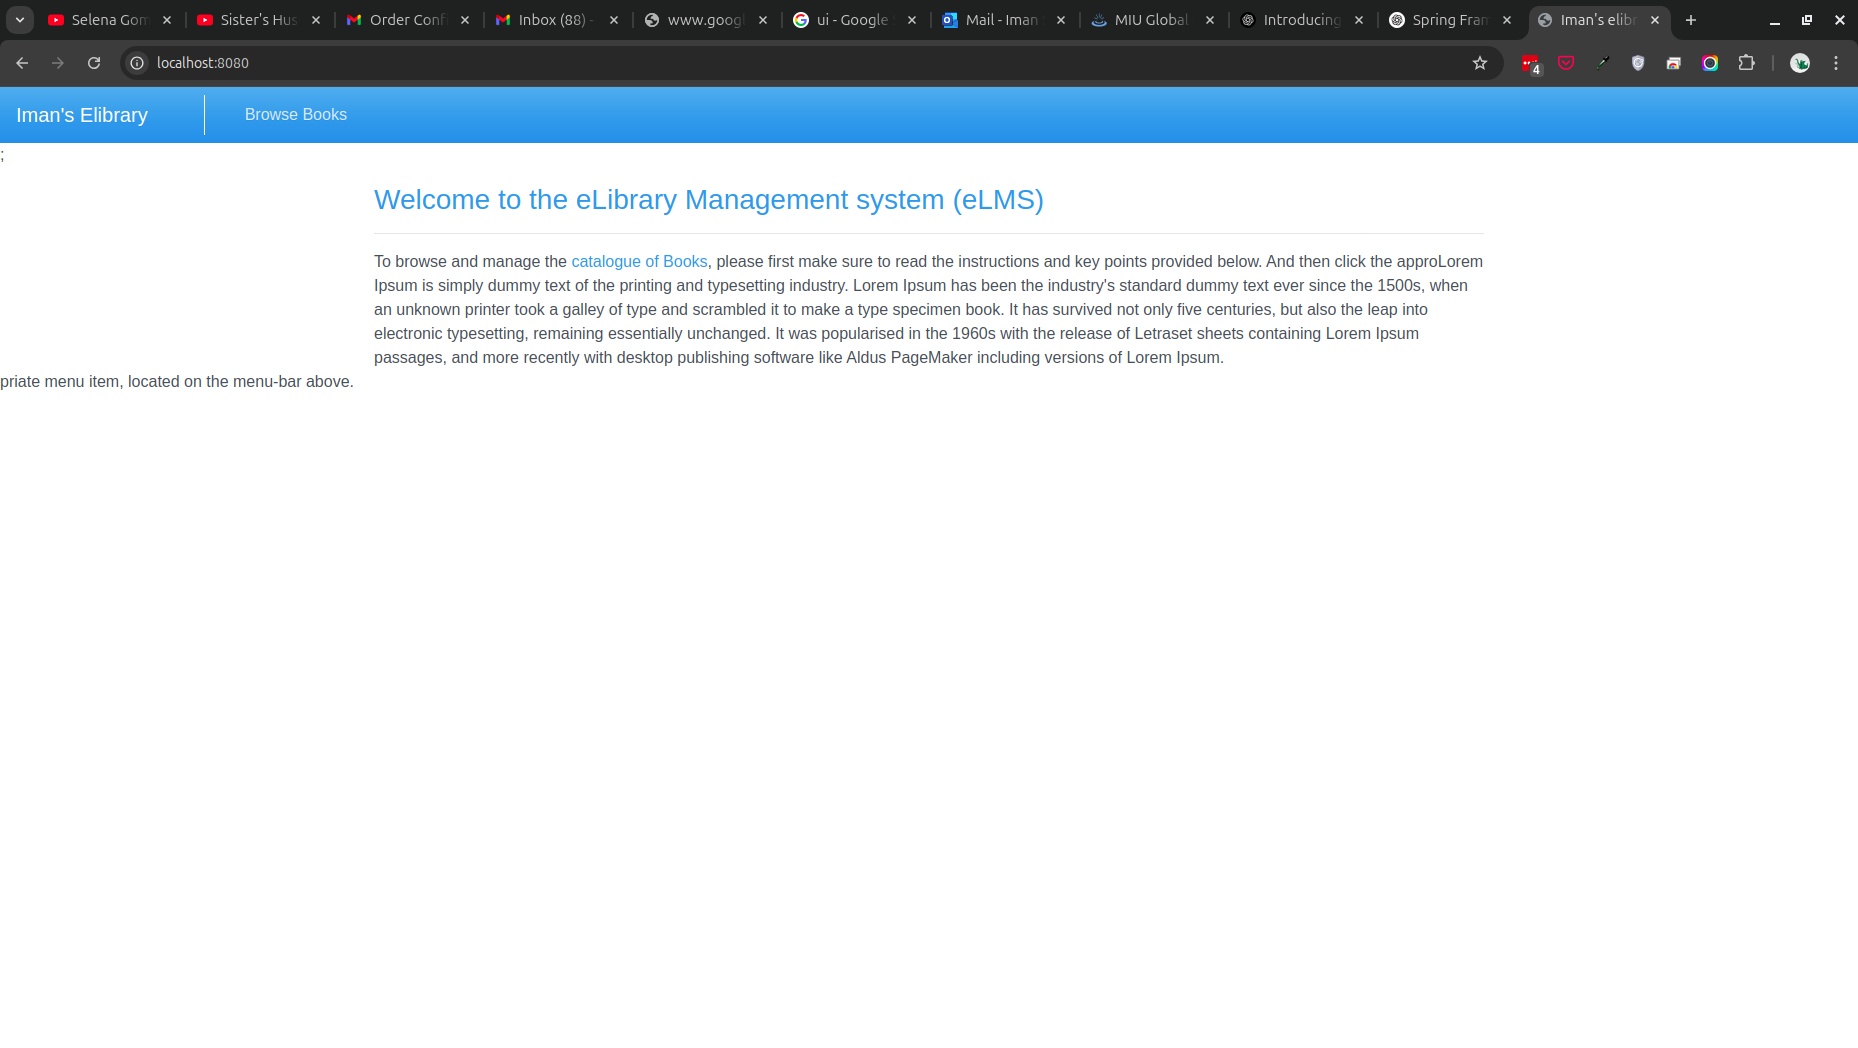 Selena Gom
Sister's Hus
Order Conf
Inbox (88) -
www.googl
ui - Google
Mail - Iman
MIU Global
Introducing
Spring Fram
Iman's elibr
localhost:8080
4
Iman's Elibrary
Browse Books
;
Welcome to the eLibrary Management system (eLMS)
To browse and manage the catalogue of Books, please first make sure to read the instructions and key points provided below. And then click the approLorem
Ipsum is simply dummy text of the printing and typesetting industry. Lorem Ipsum has been the industry's standard dummy text ever since the 1500s, when
an unknown printer took a galley of type and scrambled it to make a type specimen book. It has survived not only five centuries, but also the leap into
electronic typesetting, remaining essentially unchanged. It was popularised in the 1960s with the release of Letraset sheets containing Lorem Ipsum
passages, and more recently with desktop publishing software like Aldus PageMaker including versions of Lorem Ipsum.
priate menu item, located on the menu-bar above.